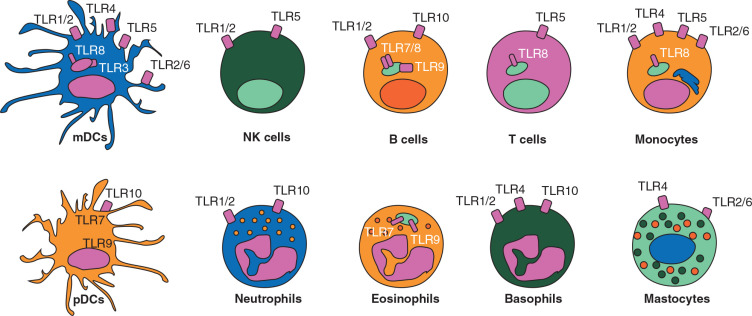 TLR1/2 TLR4 TLR5 TLR8 TLR3 TLR2/6
mDCs
TLR1/2 TLR5
NK cells
TLR1/2 TLR10 TLR7/8 TLR9
B cells
TLR5 TLR8
T cells
TLR1/2 TLR4 TLR5 TLR2/6 TLR8
Monocytes
TLR10 TLR7 TLR9
pDCs
TLR1/2 TLR10
Neutrophils
TLR7 TLR9
Eosinophils
TLR1/2 TLR4 TLR10
Basophils
TLR4 TLR2/6
Mastocytes